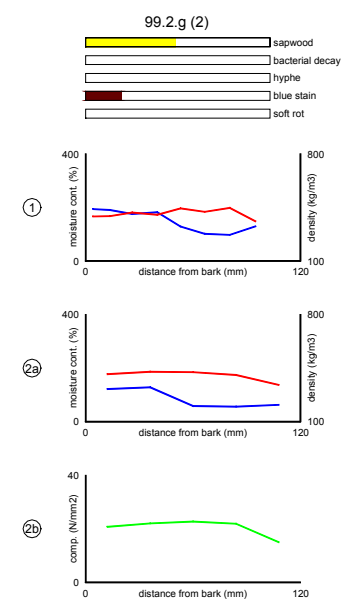 99.2.g (2)
sapwood
bacterial decay
hyphe
blue stain
soft rot
1
400
800
moisture cont. (%)
density (kg/m3)
0
100
0
distance from bark (mm)
120
2a
400
800
moisture cont. (%)
density (kg/m3)
0
100
0
distance from bark (mm)
120
2b
40
comp. (N/mm2)
0
0
distance from bark (mm)
120